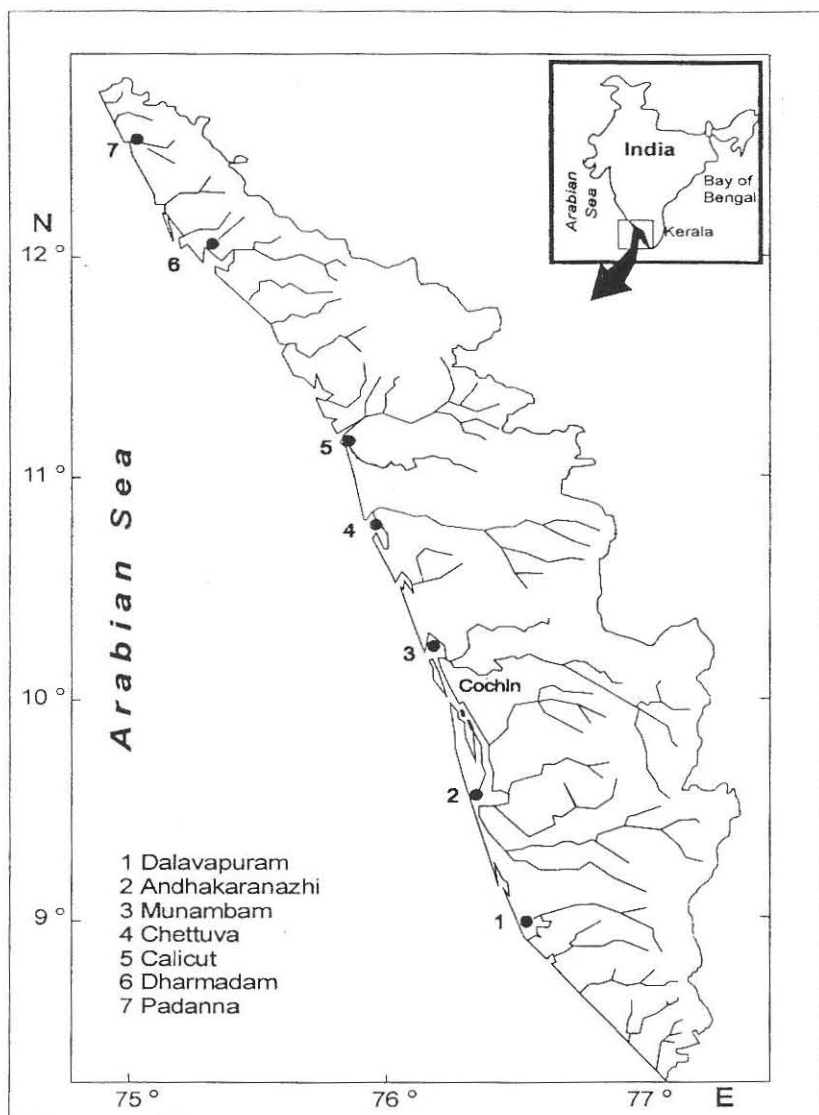 India
Arabian
Sea
Bay of
Bengal
Kerala
N
12°
11°
10°
9°
7
6
5
4
3
Cochin
2
1
Arabian Sea
1 Dalavapuram
2 Andhakaranazhi
3 Munambam
4 Chettuva
5 Calicut
6 Dharmadam
7 Padanna
75°
76°
77°
E